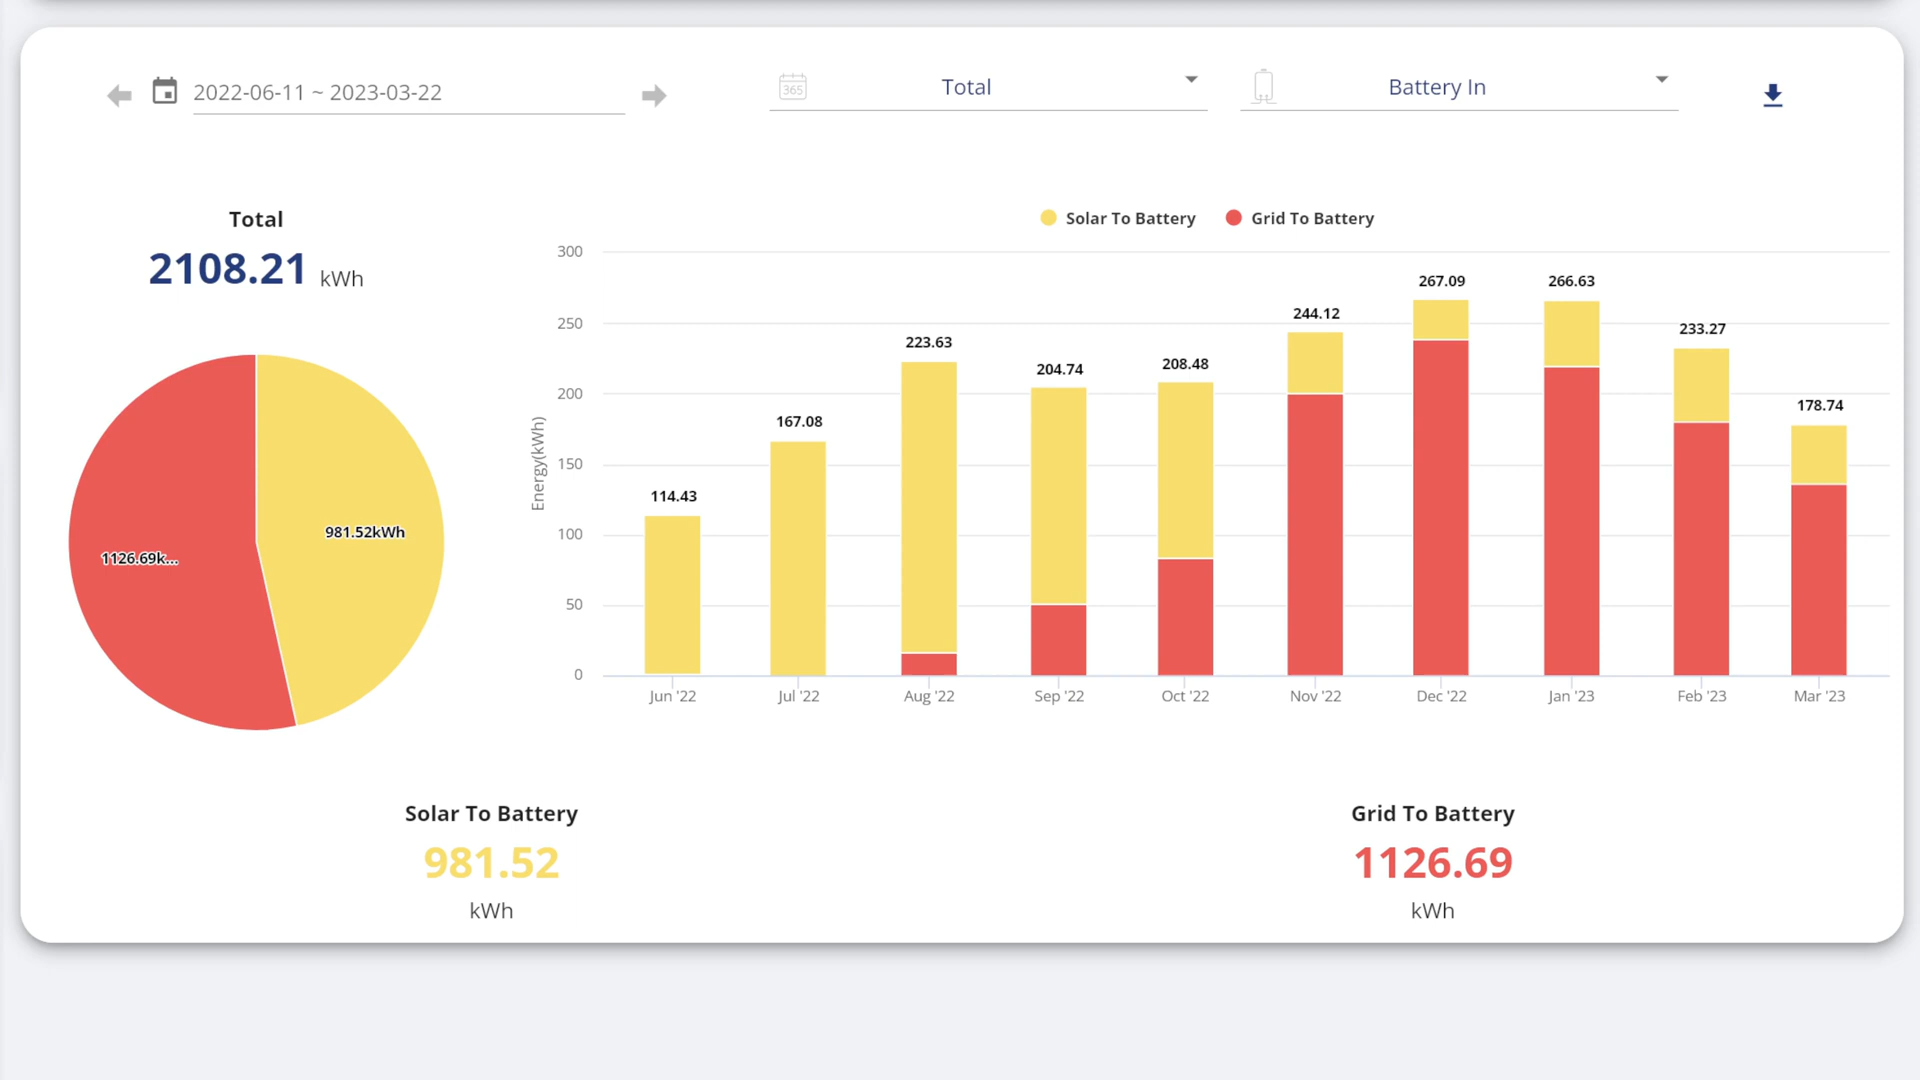 2022-06-11 ~ 2023-03-22
365
Total
Battery In
Total
2108.21 kWh
1126.69k...
981.52kWh
Solar To Battery
Grid To Battery
Energy(kWh)
300
250
200
150
100
50
0
114.43
167.08
223.63
204.74
208.48
244.12
267.09
266.63
233.27
178.74
Jun '22
Jul '22
Aug '22
Sep '22
Oct '22
Nov '22
Dec '22
Jan '23
Feb '23
Mar '23
Solar To Battery
981.52
kWh
Grid To Battery
1126.69
kWh